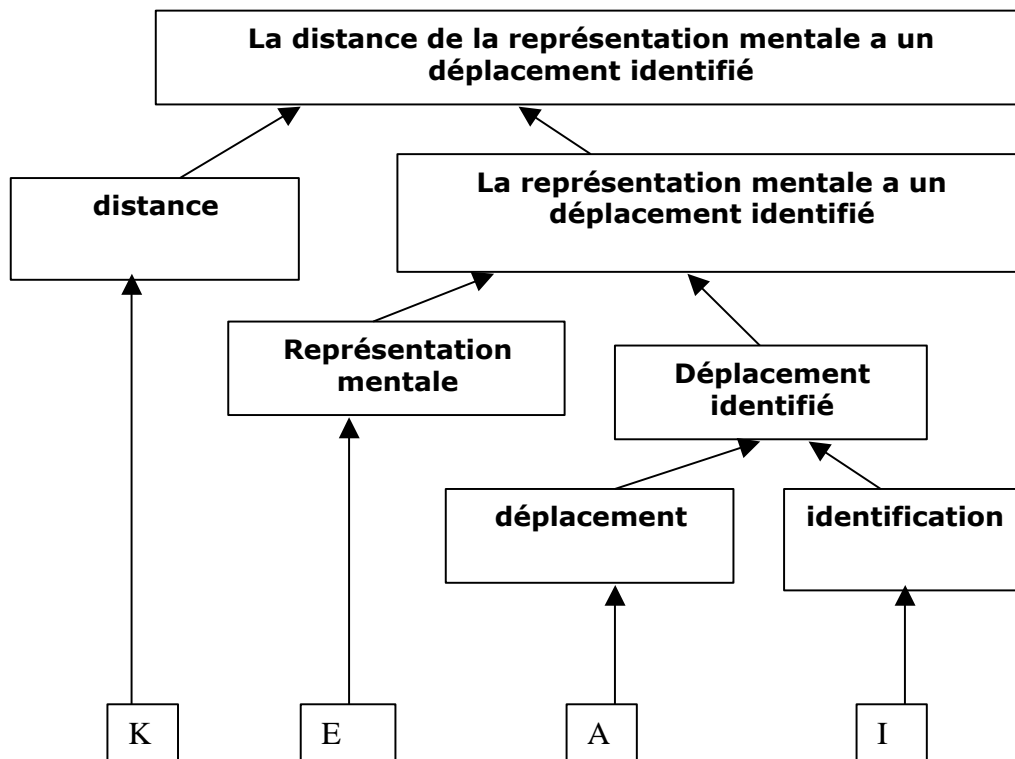 La distance de la représentation mentale a un
déplacement identifié
distance
La représentation mentale a un
déplacement identifié
Représentation
mentale
Déplacement
identifié
déplacement
identification
K
E
A
I